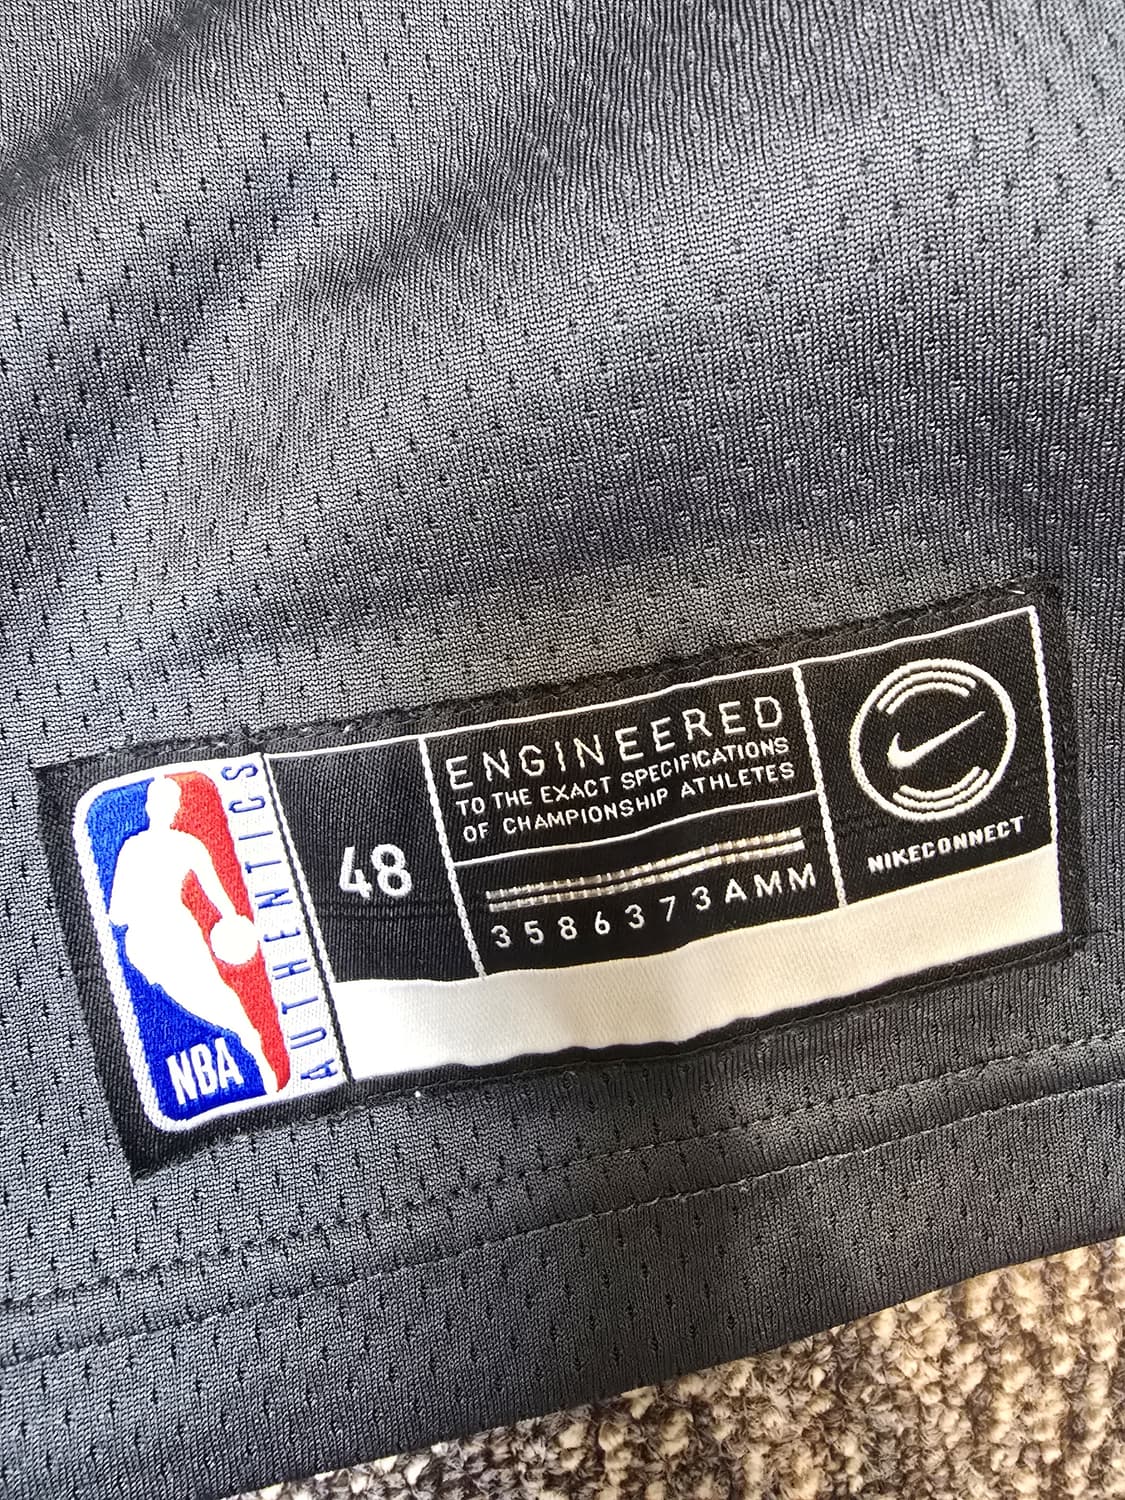 NBA
AUTHENTICS
48
ENGINEERED
TO THE EXACT SPECIFICATIONS
OF CHAMPIONSHIP ATHLETES
3586373AMM
NIKECONNECT